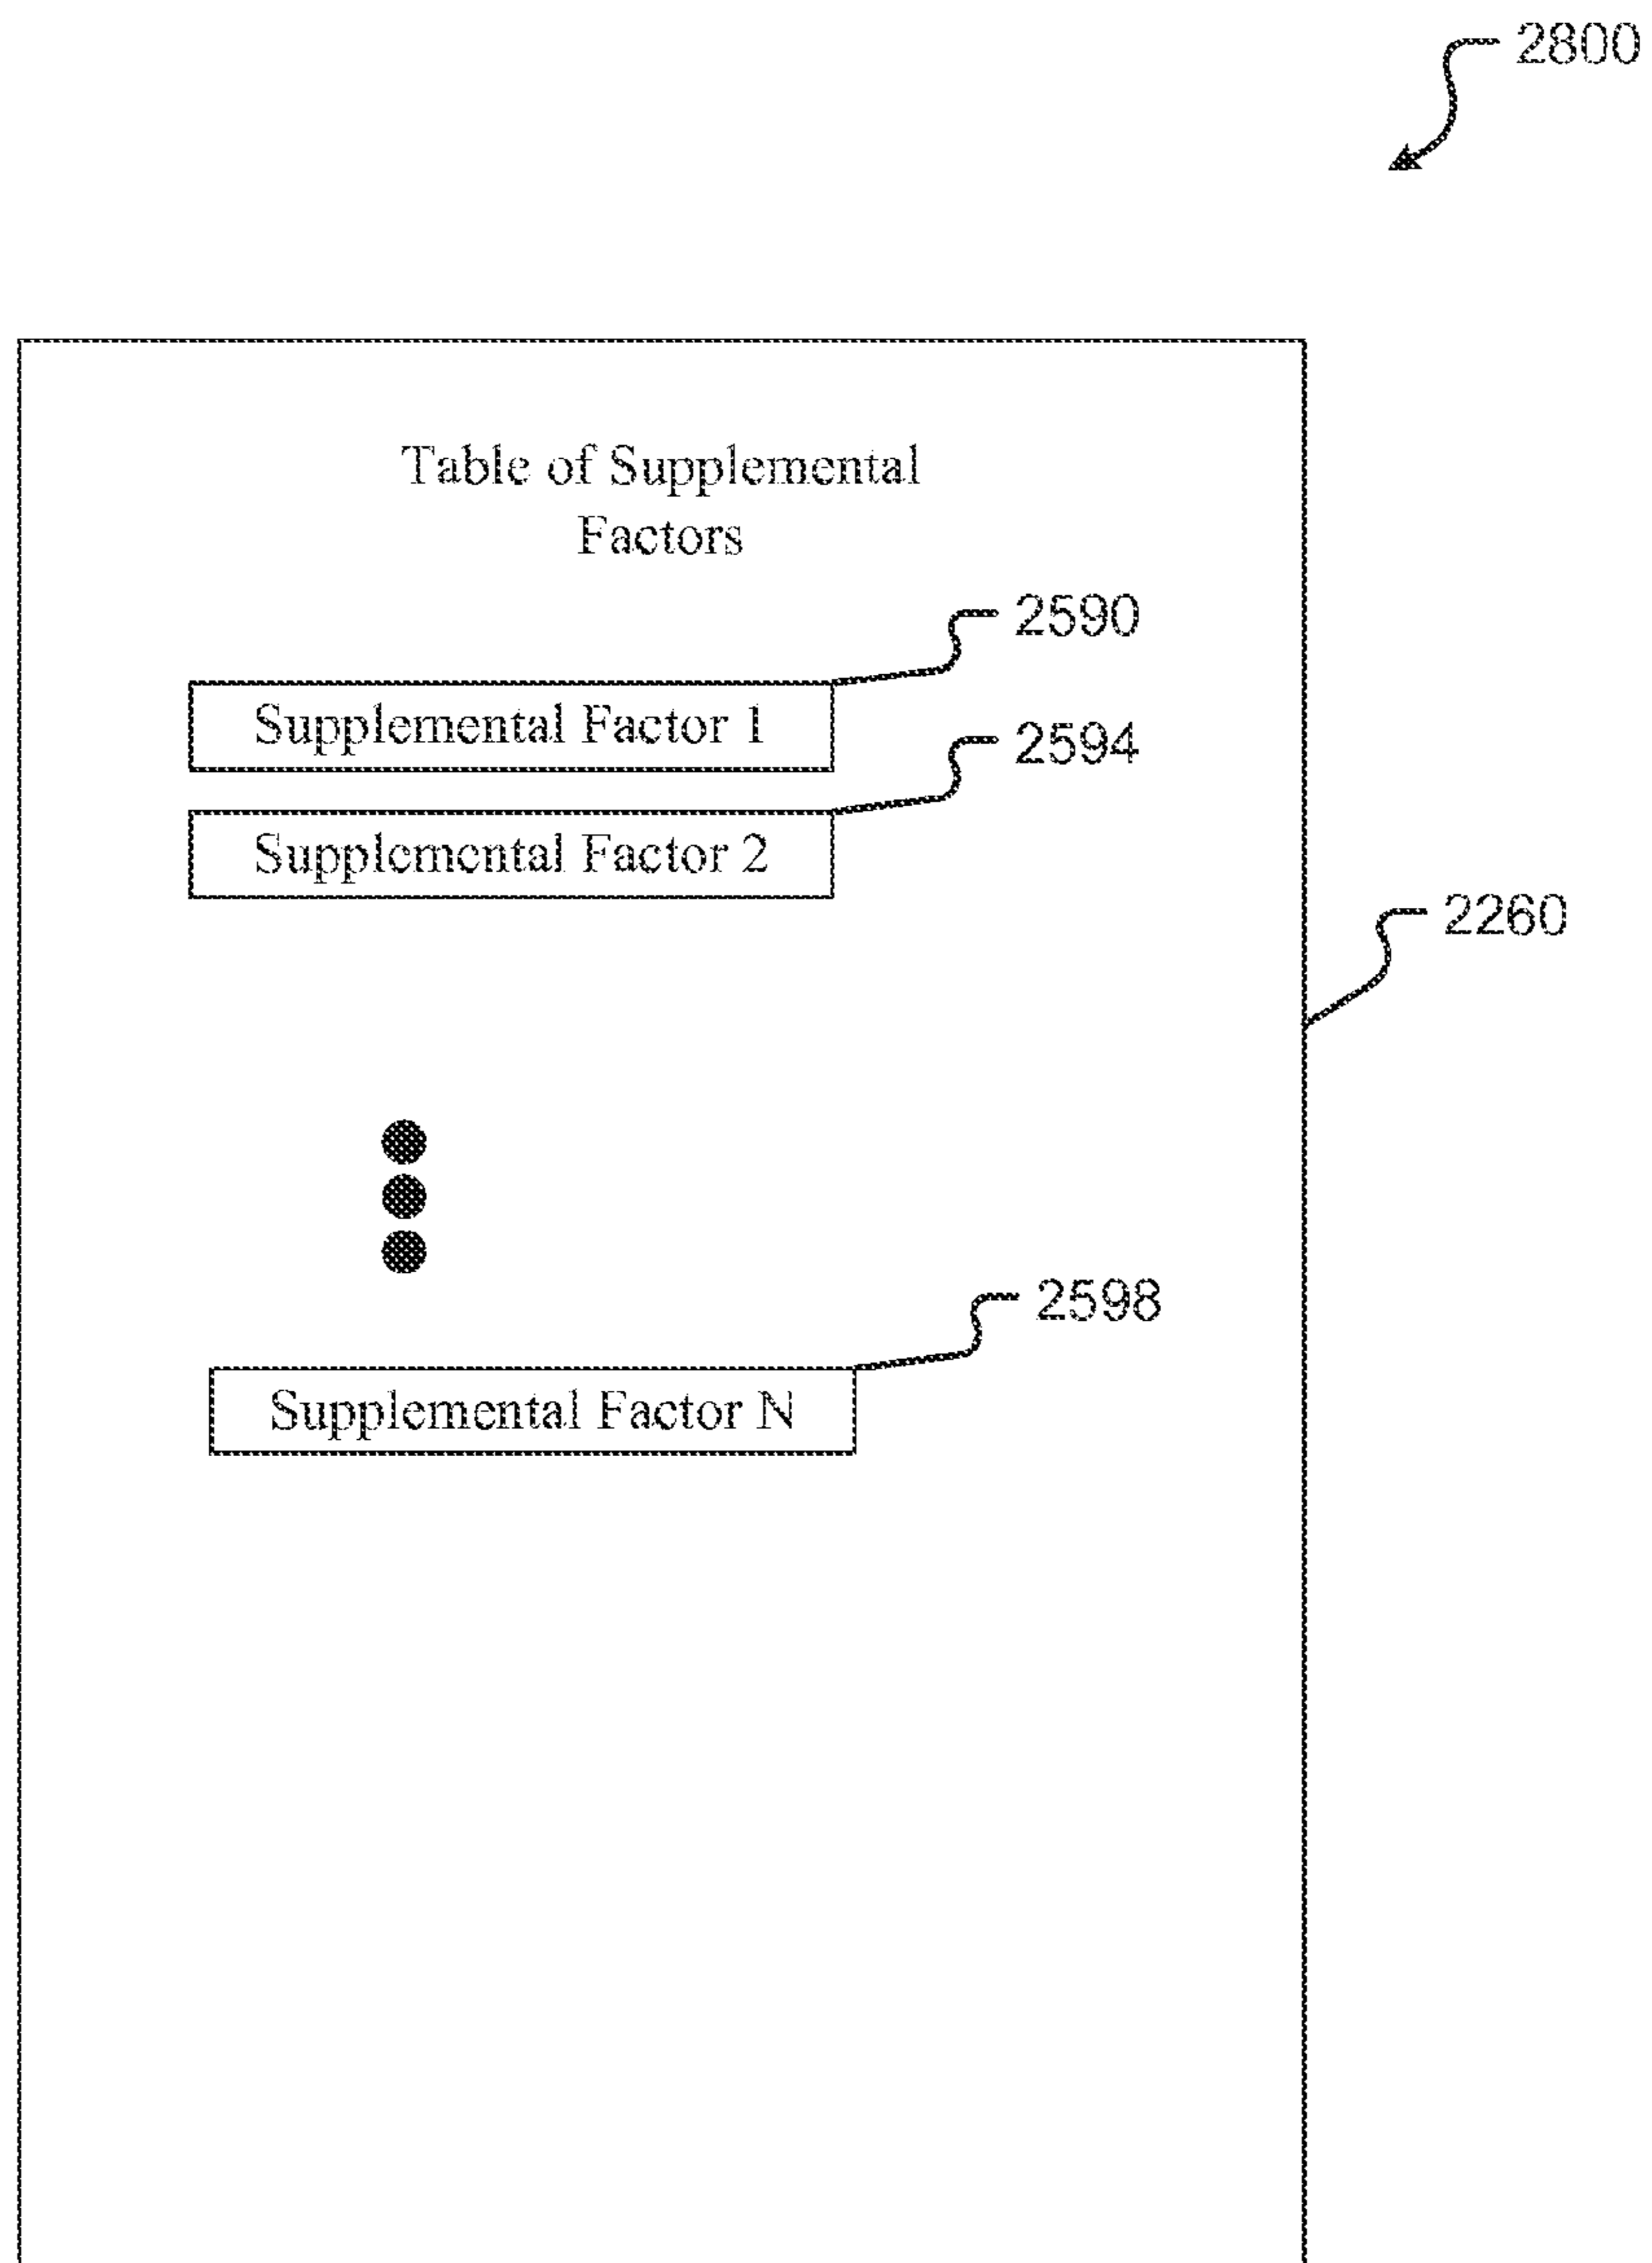 2800
Table of Supplemental
Factors
2590
Supplemental Factor 1
2594
Supplemental Factor 2
2260
2598
Supplemental Factor N